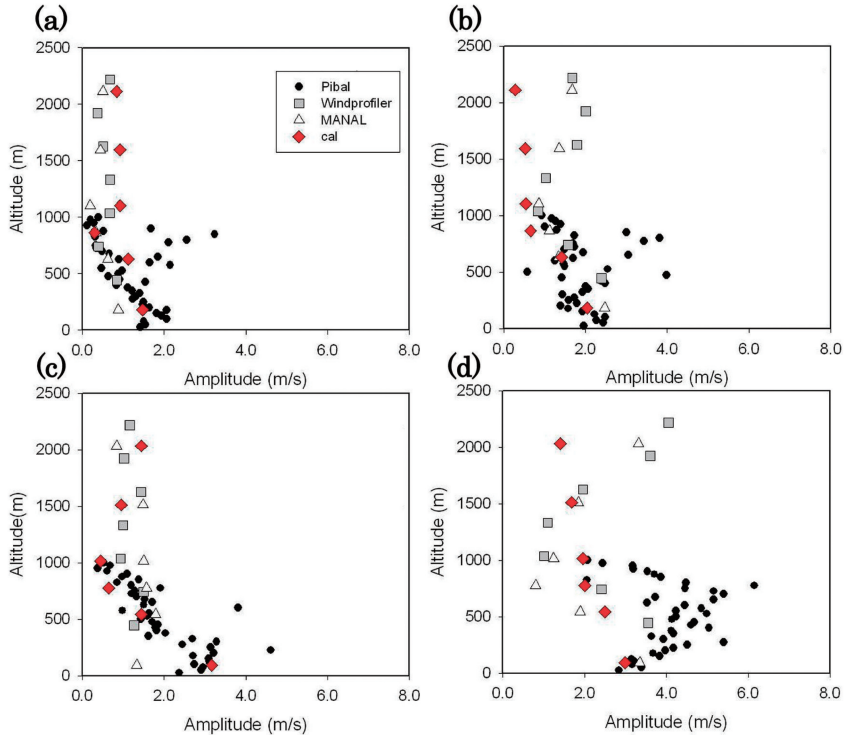 (a)
2500
2000
1500
1000
500
0
Altitude (m)
0.0 2.0 4.0 6.0 8.0
Amplitude (m/s)
Pibal
Windprofiler
MANAL
cal
(b)
2500
2000
1500
1000
500
0
Altitude (m)
0.0 2.0 4.0 6.0 8.0
Amplitude (m/s)
(c)
2500
2000
1500
1000
500
0
Altitude(m)
0.0 2.0 4.0 6.0 8.0
Amplitude (m/s)
(d)
2500
2000
1500
1000
500
0
Altitude (m)
0.0 2.0 4.0 6.0 8.0
Amplitude (m/s)